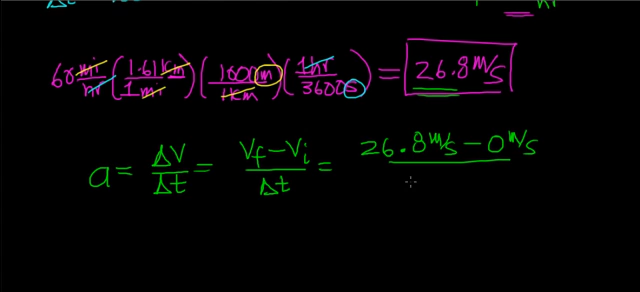 60 mi/hr (1.61 km/1 mi) (1000 m/1 km) (1 hr/3600 s) = 26.8 m/s
a = ΔV/Δt = Vf - Vi/Δt = 26.8 m/s - 0 m/s